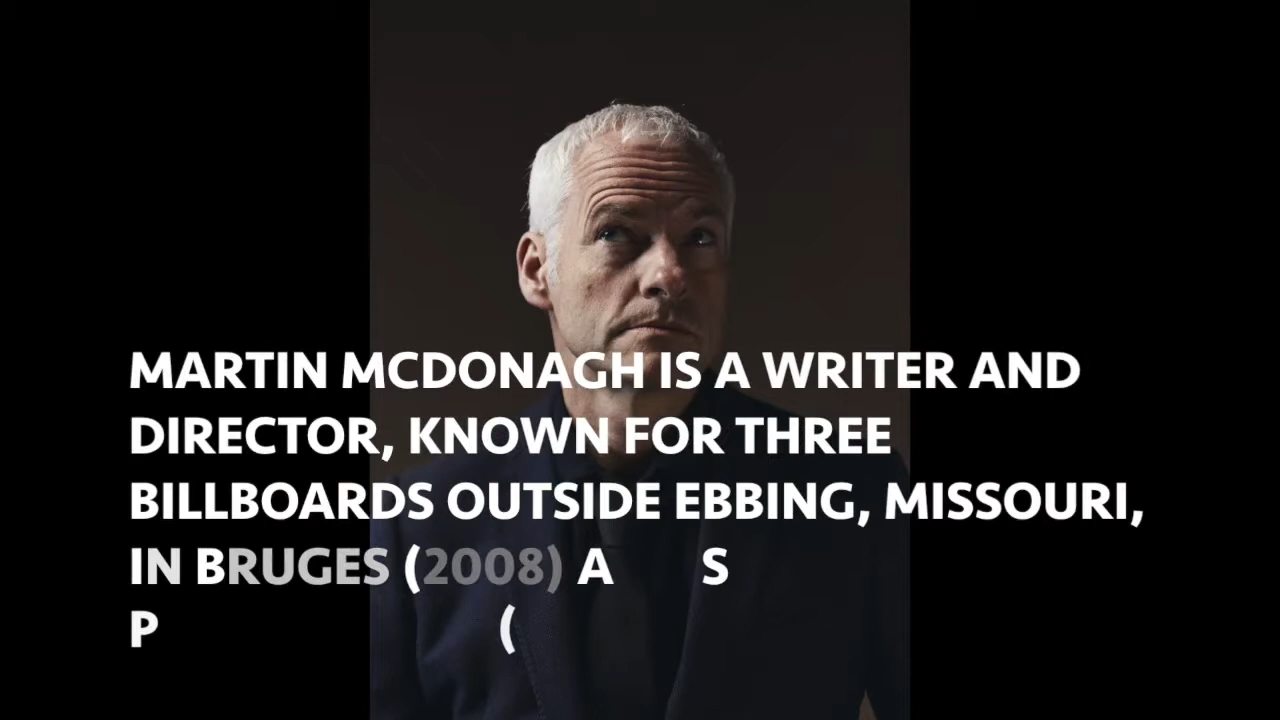 MARTIN MCDONAGH IS A WRITER AND
DIRECTOR, KNOWN FOR THREE
BILLBOARDS OUTSIDE EBBING, MISSOURI,
IN BRUGES (2008) A S
P (